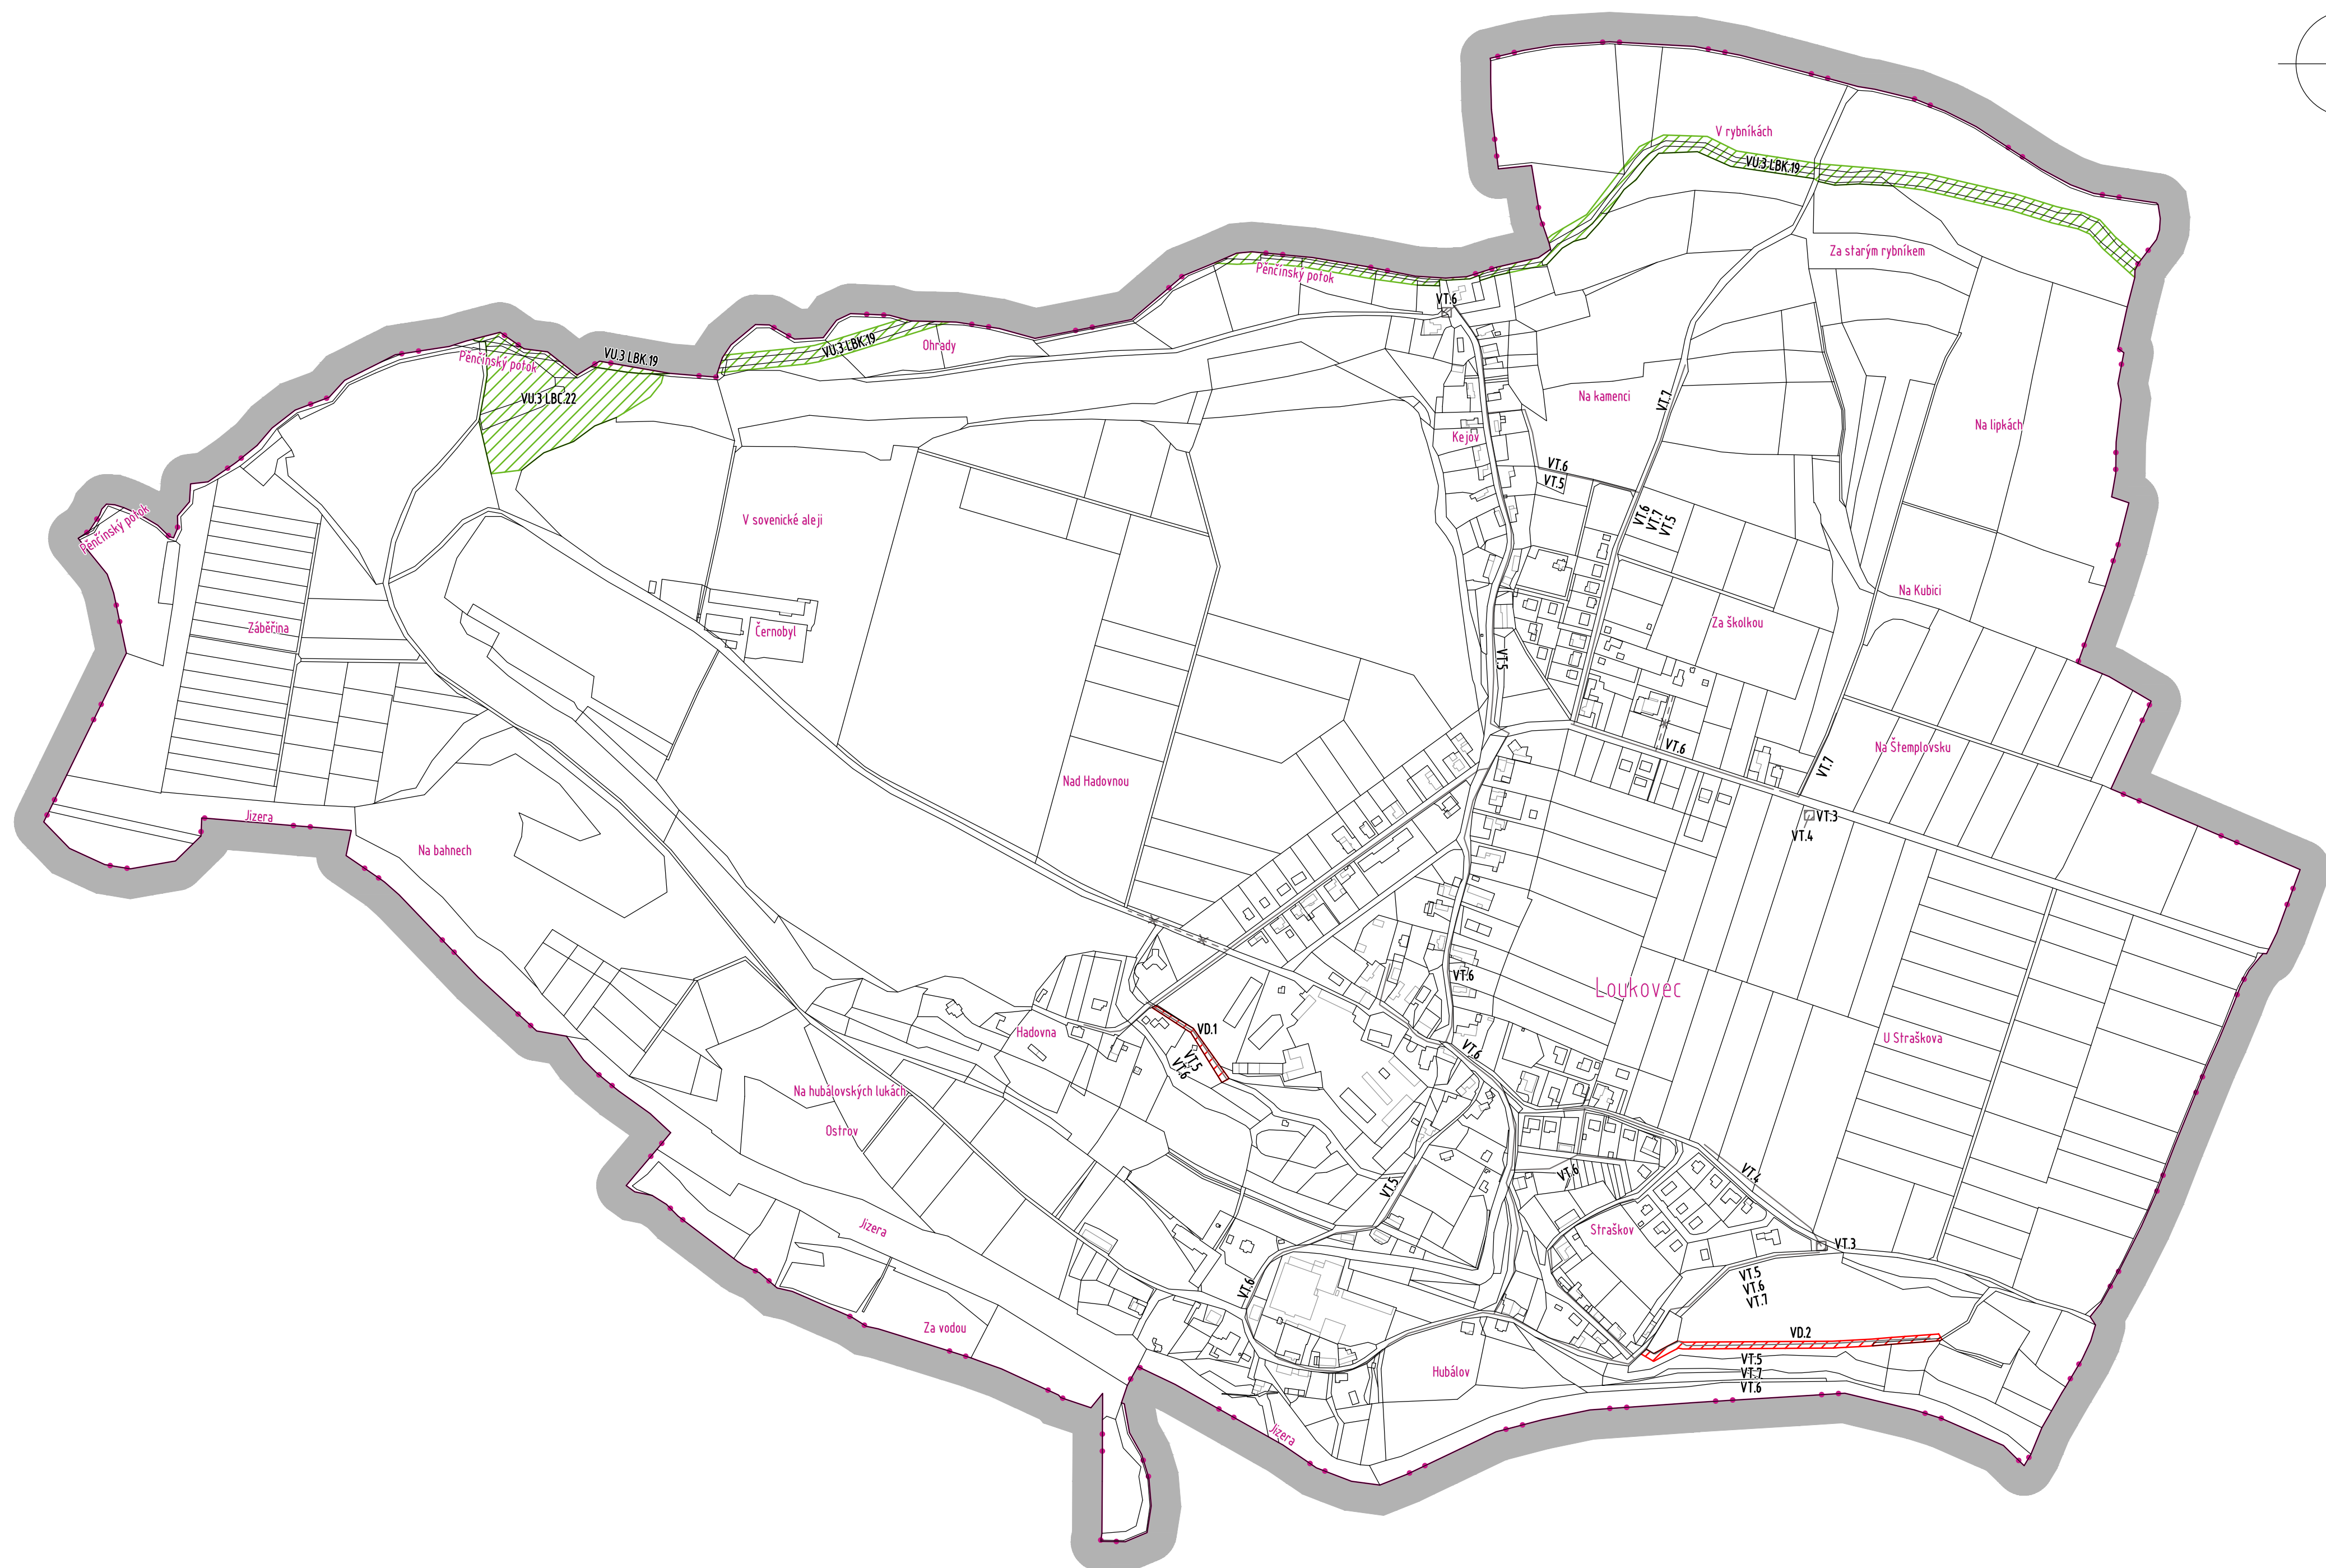 V rybníkách
VU.3 LBK.19
Za starým rybníkem
Pěnčínský potok
VT.6
VU.3 LBK.19
Ohrady
VU.3 LBK.19
Pěnčínský potok
VU.3 LBC.22
Na kamenci
VT.7
Na lipkách
Kejov
VT.6
VT.5
V sovenické aleji
VT.6
VT.7
VT.5
Pěnčínský potok
Na Kubici
Za školkou
Záběřina
Černobyl
VT.5
VT.6
Na Štemplovsku
VT.7
Nad Hadovnou
Jizera
VT.3
VT.4
Na bahnech
VT.6
Loukovec
VD.1
Hadovna
U Straškova
VT.6
VT.5
VT.6
Na hubálovských lukách
Ostrov
VT.5
VT.6
VT.4
Jizera
Straškov
VT.3
VT.5
VT.6
VT.7
VT.6
Za vodou
VD.2
VT.5
VT.7
VT.6
Hubálov
Jizera